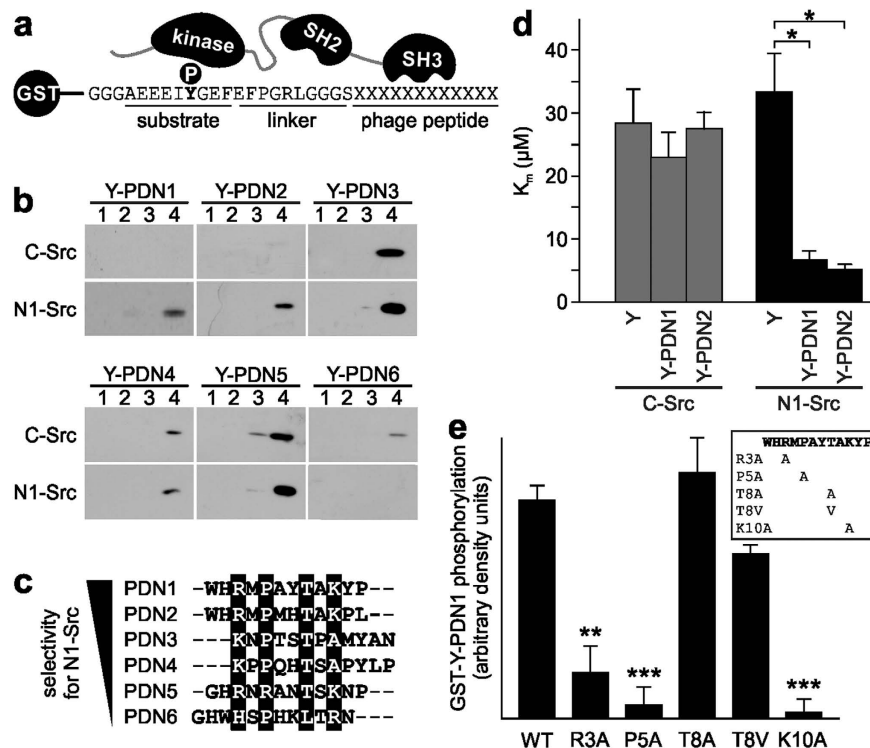 a
kinase
SH2
SH3
P
GST
GGGAEEEIYGEFEFPGRLGGGSXXXXXXXXXXXX
substrate linker phage peptide
b
Y-PDN1 Y-PDN2 Y-PDN3
1 2 3 4 1 2 3 4 1 2 3 4
C-Src
N1-Src
Y-PDN4 Y-PDN5 Y-PDN6
1 2 3 4 1 2 3 4 1 2 3 4
C-Src
N1-Src
c
selectivity for N1-Src
PDN1 -WHRMPAYTAKYP--
PDN2 -WHRMPMHTAKPL--
PDN3 ---KNPTSTPAMYAN
PDN4 ---KPPQHTSAPYLP
PDN5 -GHRNRANTSKNP--
PDN6 GHWHSPHKLTRN---
d
Km (µM)
40
30
20
10
0
* *
Y Y-PDN1 Y-PDN2 Y Y-PDN1 Y-PDN2
C-Src N1-Src
e
GST-Y-PDN1 phosphorylation
(arbitrary density units)
WHRMPAYTAKYP
R3A A
P5A A
T8A A
T8V V
K10A A
** *** ***
WT R3A P5A T8A T8V K10A